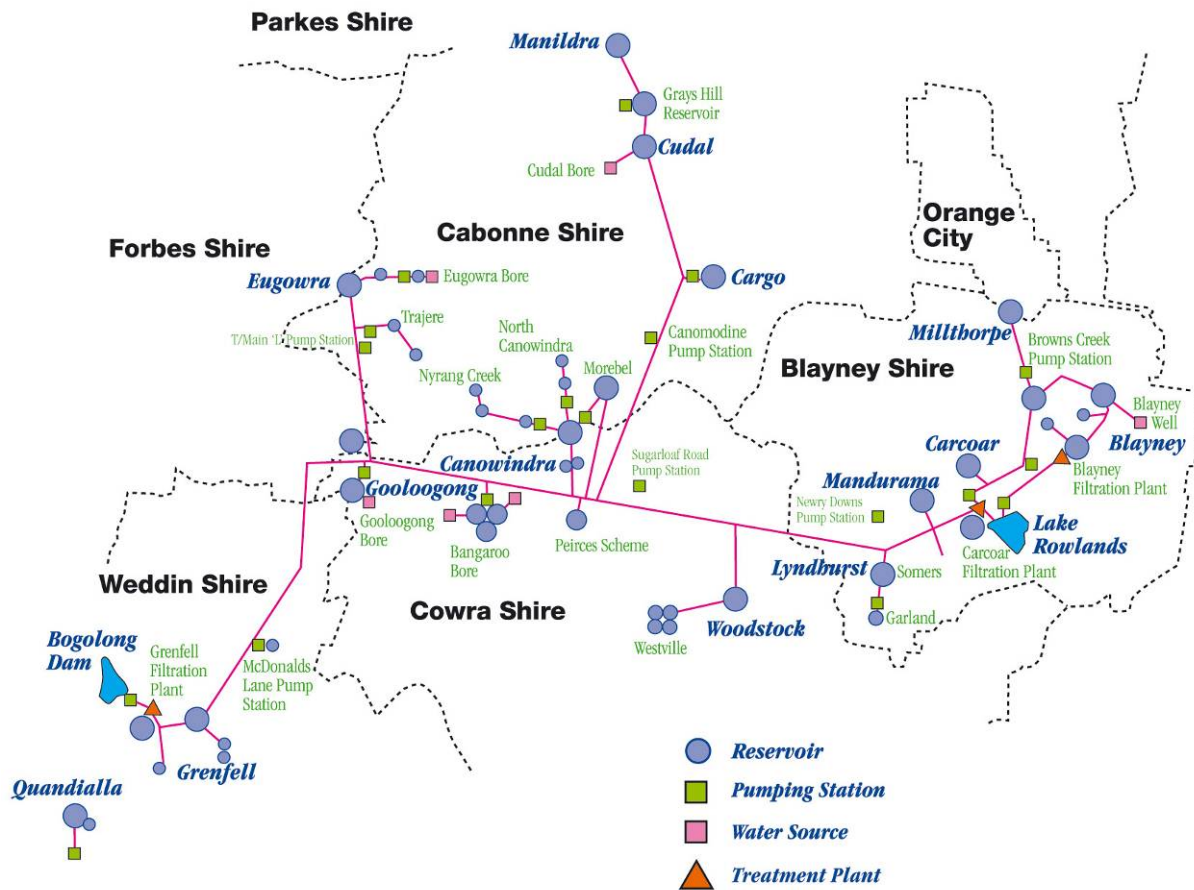 Parkes Shire
Manildra
Grays Hill
Reservoir
Cudal
Cudal Bore
Orange
City
Cabonne Shire
Forbes Shire
Eugowra
Eugowra Bore
Cargo
Trajere
T/Main 'L' Pump Station
North
Canowindra
Morebel
Canomodine
Pump Station
Millthorpe
Browns Creek
Pump Station
Nyrang Creek
Blayney Shire
Blayney
Well
Blayney
Carcoar
Canowindra
Sugarloaf Road
Pump Station
Mandurama
Blayney
Filtration Plant
Gooloogong
Gooloogong
Bore
Newry Downs
Pump Station
Lake
Rowlands
Bangaroo
Bore
Peirces Scheme
Carcoar
Filtration Plant
Lyndhurst
Somers
Weddin Shire
Cowra Shire
Garland
Woodstock
Westville
Bogolong
Dam
Grenfell
Filtration
Plant
McDonalds
Lane Pump
Station
Grenfell
Quandialla
Reservoir
Pumping Station
Water Source
Treatment Plant